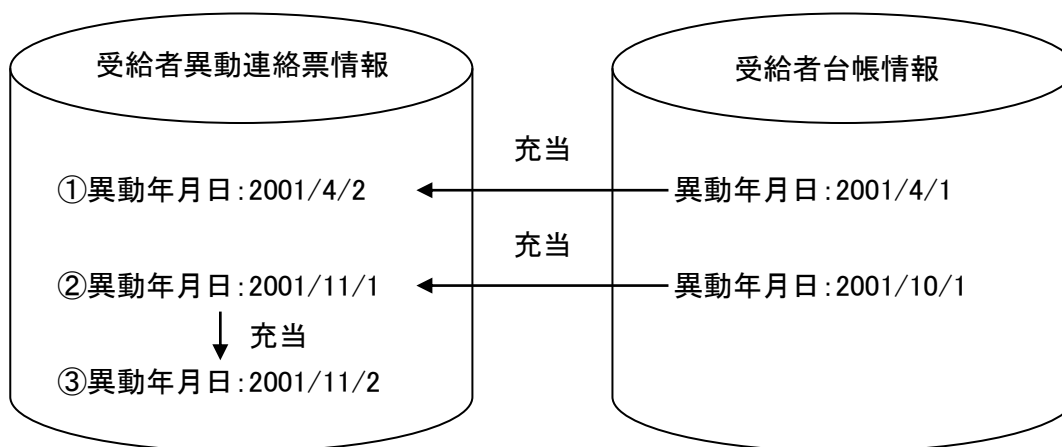 受給者異動連絡票情報
受給者台帳情報
充当
①異動年月日:2001/4/2
異動年月日:2001/4/1
充当
②異動年月日:2001/11/1
異動年月日:2001/10/1
充当
③異動年月日:2001/11/2